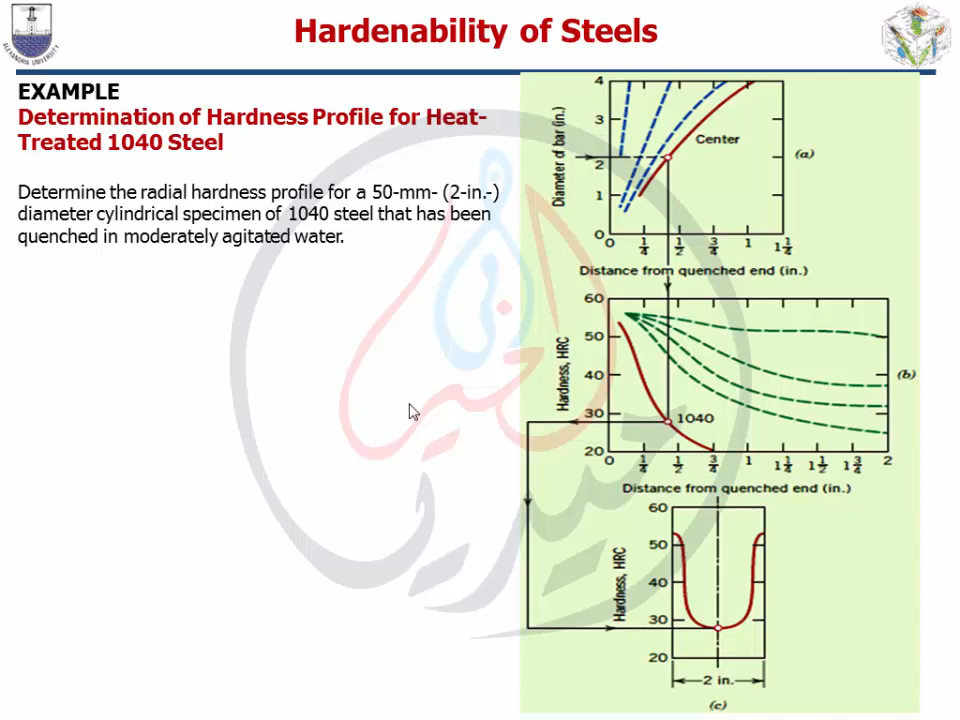 Hardenability of Steels
ALEXANDRIA UNIVERSITY
EXAMPLE
Determination of Hardness Profile for Heat-
Treated 1040 Steel
Determine the radial hardness profile for a 50-mm- (2-in.-)
diameter cylindrical specimen of 1040 steel that has been
quenched in moderately agitated water.
4
3
2
1
0
Diameter of bar (in.)
Center
(a)
0 1/4 1/2 3/4 1 1 1/4
Distance from quenched end (in.)
60
50
40
30
20
Hardness, HRC
1040
(b)
0 1/4 1/2 3/4 1 1 1/4 1 1/2 1 3/4 2
Distance from quenched end (in.)
60
50
40
30
20
Hardness, HRC
2 in.
(c)